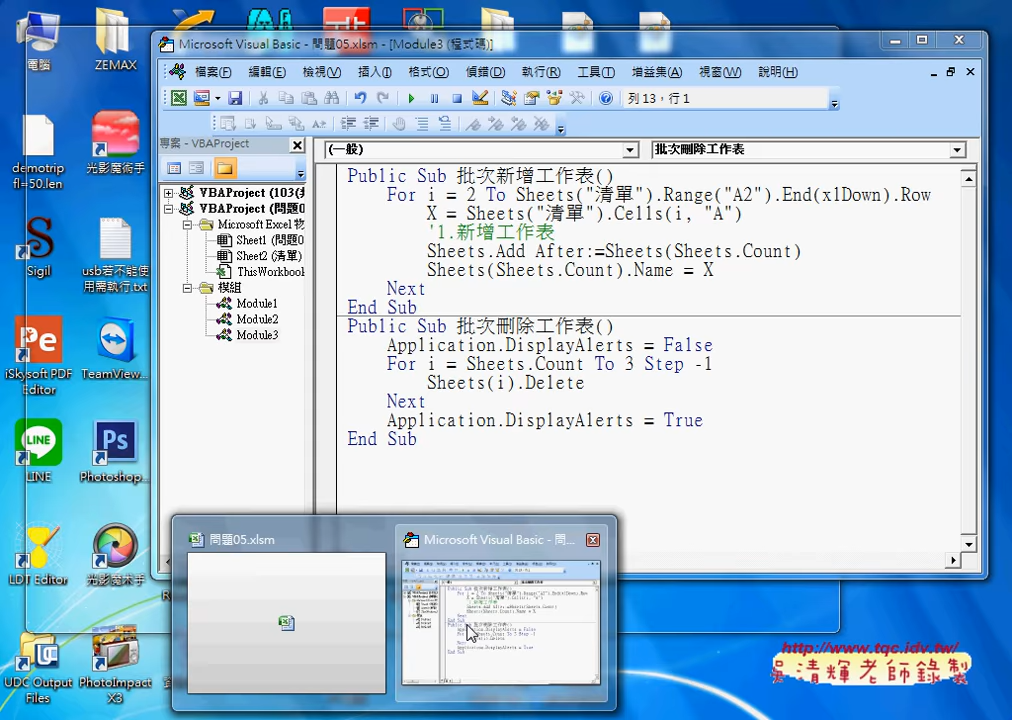 Microsoft Visual Basic - 問題05.xlsm - [Module3 (程式碼)]
檔案(F) 編輯(E) 檢視(V) 插入(I) 格式(O) 偵錯(D) 執行(R) 工具(T) 增益集(A) 視窗(W) 說明(H)
列 13，行 1
專案 - VBAProject
(一般)
批次刪除工作表
VBAProject (問題0
Microsoft Excel 物
Sheet1 (問題0
Sheet2 (清單)
ThisWorkbool
模組
Module1
Module2
Module3
Public Sub 批次新增工作表()
For i = 2 To Sheets("清單").Range("A2").End(xlDown).Row
X = Sheets("清單").Cells(i, "A")
'1.新增工作表
Sheets.Add After:=Sheets(Sheets.Count)
Sheets(Sheets.Count).Name = X
Next
End Sub
Public Sub 批次刪除工作表()
Application.DisplayAlerts = False
For i = Sheets.Count To 3 Step -1
Sheets(i).Delete
Next
Application.DisplayAlerts = True
End Sub
電腦
ZEMAX
demotrip
fl=50.len
光影魔術手
Sigil
usb若不能使
用需執行.txt
iSkysoft PDF
Editor
TeamView...
LINE
Photoshop...
LDT Editor
光影魔术手
UDC Output
Files
PhotoImpact
X3
問題05.xlsm
Microsoft Visual Basic - 問...
http://www.tqc.idv.tw/
吳清輝老師錄製